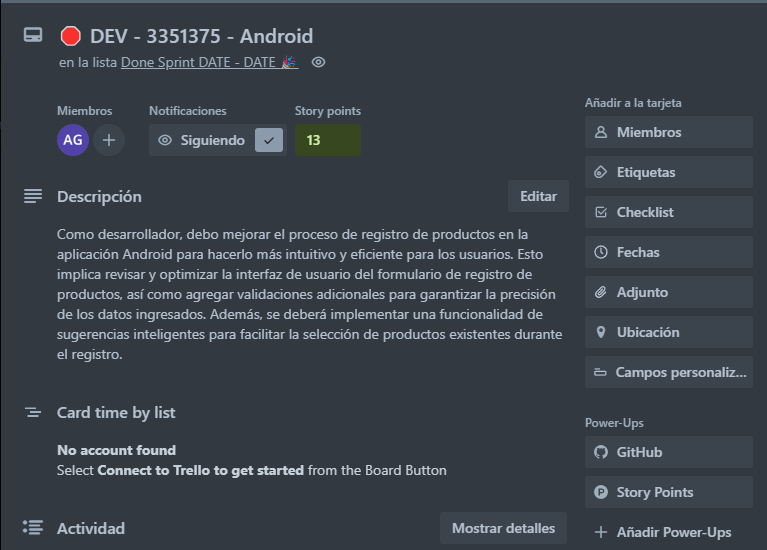 DEV - 3351375 - Android
en la lista Done Sprint DATE - DATE 🎉
Miembros
Notificaciones
Story points
AG
Siguiendo
13
Descripción
Editar
Como desarrollador, debo mejorar el proceso de registro de productos en la
aplicación Android para hacerlo más intuitivo y eficiente para los usuarios. Esto
implica revisar y optimizar la interfaz de usuario del formulario de registro de
productos, así como agregar validaciones adicionales para garantizar la precisión
de los datos ingresados. Además, se deberá implementar una funcionalidad de
sugerencias inteligentes para facilitar la selección de productos existentes durante
el registro.
Card time by list
No account found
Select Connect to Trello to get started from the Board Button
Actividad
Mostrar detalles
Añadir a la tarjeta
Miembros
Etiquetas
Checklist
Fechas
Adjunto
Ubicación
Campos personaliz...
Power-Ups
GitHub
Story Points
Añadir Power-Ups